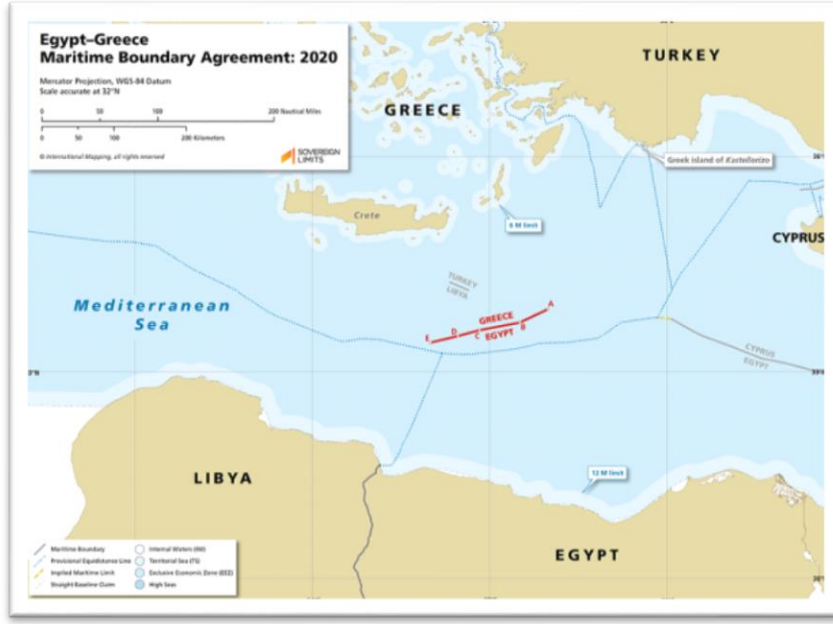 Egypt–Greece
Maritime Boundary Agreement: 2020
Mercator Projection, WGS-84 Datum
Scale accurate at 32°N
0 50 100 200 Nautical Miles
0 50 100 200 Kilometers
© International Mapping, all rights reserved
SOVEREIGN
LIMITS
TURKEY
GREECE
Greek island of Kastellorizo
Crete
6 M limit
CYPRUS
TURKEY
LIBYA
Mediterranean
Sea
A
GREECE
B
C
D
E
EGYPT
CYPRUS
EGYPT
LIBYA
12 M limit
EGYPT
Maritime Boundary
Provisional Equidistance Line
Implied Maritime Limit
Straight Baseline Claim
Internal Waters (IW)
Territorial Sea (TS)
Exclusive Economic Zone (EEZ)
High Seas